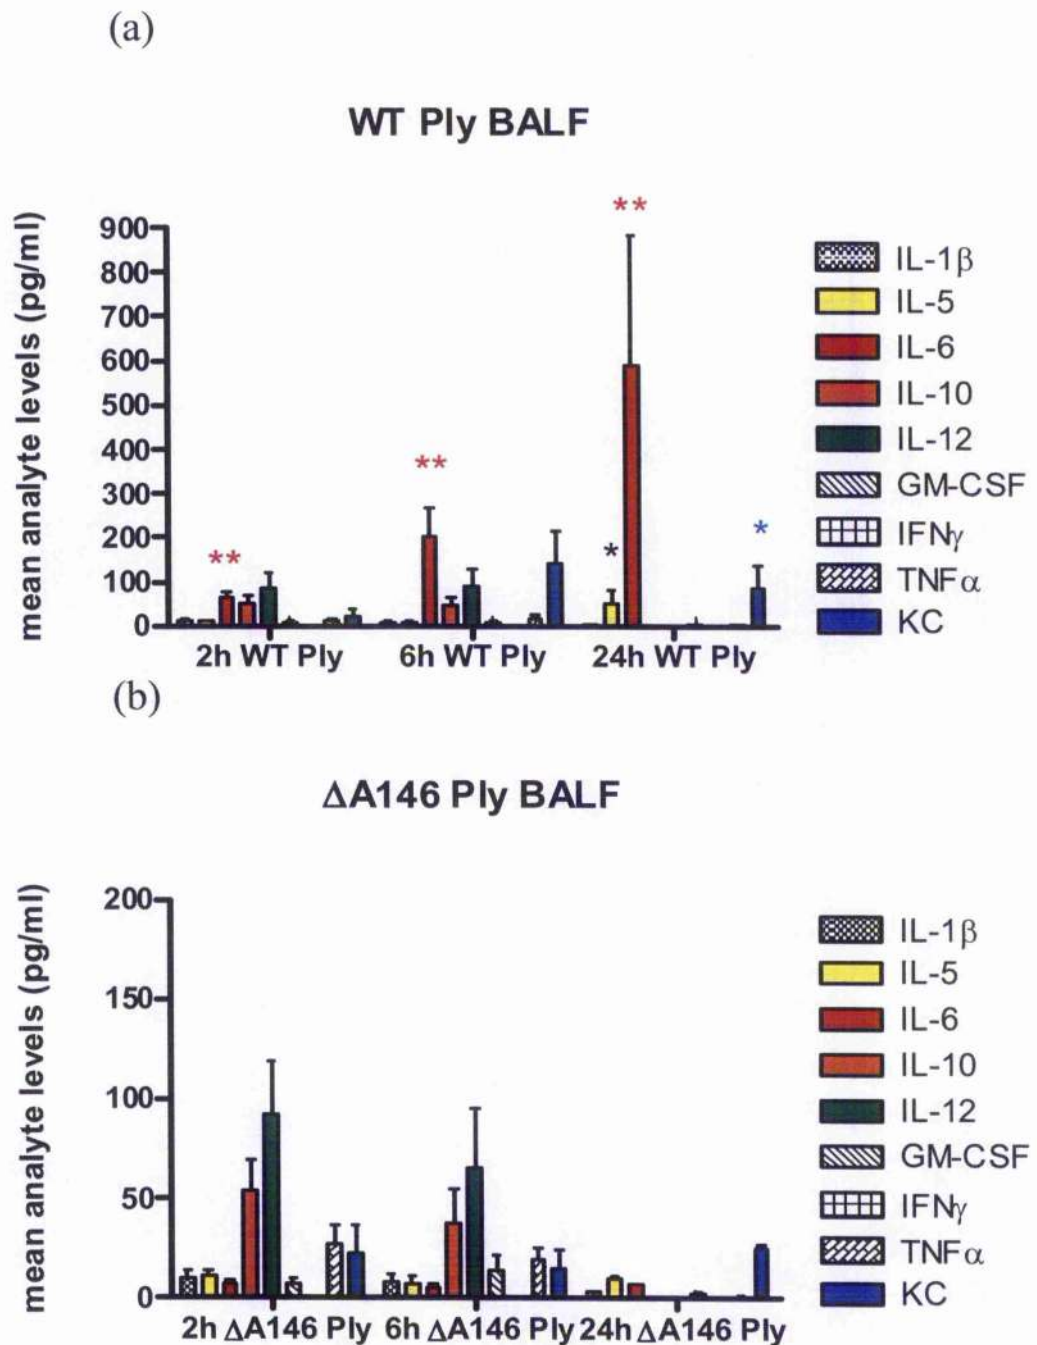 (a)
WT Ply BALF
mean analyte levels (pg/ml)
900
800
700
600
500
400
300
200
100
0
**
**
**
*
*
2h WT Ply
6h WT Ply
24h WT Ply
IL-1β
IL-5
IL-6
IL-10
IL-12
GM-CSF
IFNγ
TNFα
KC
(b)
ΔA146 Ply BALF
mean analyte levels (pg/ml)
200
150
100
50
0
2h ΔA146 Ply
6h ΔA146 Ply
24h ΔA146 Ply
IL-1β
IL-5
IL-6
IL-10
IL-12
GM-CSF
IFNγ
TNFα
KC